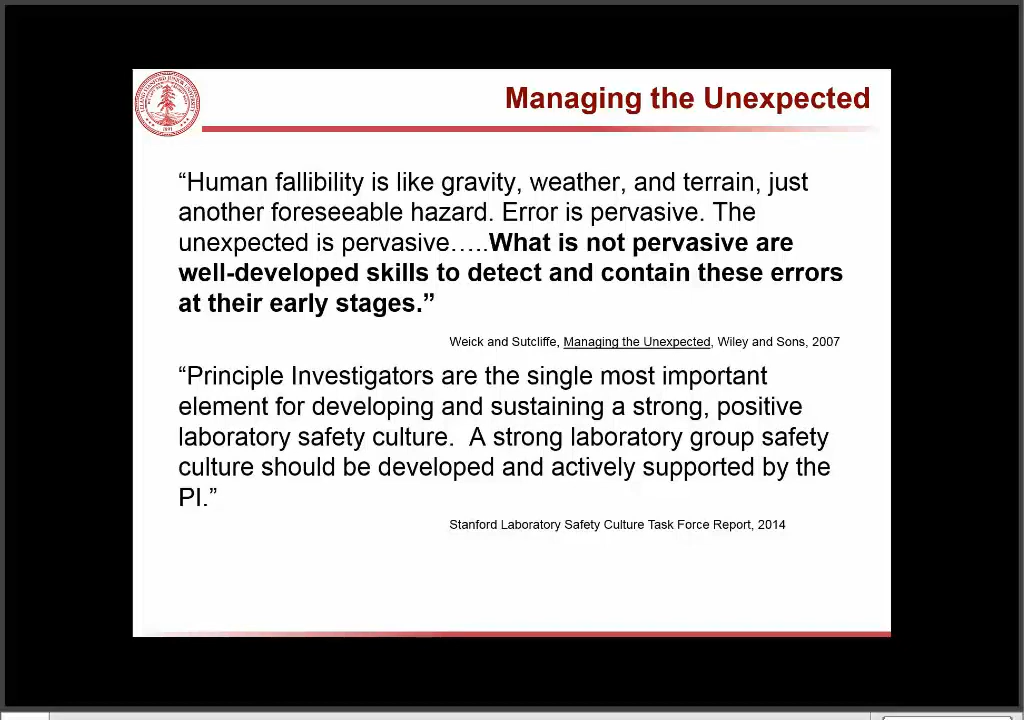 Managing the Unexpected
“Human fallibility is like gravity, weather, and terrain, just
another foreseeable hazard. Error is pervasive. The
unexpected is pervasive…..What is not pervasive are
well-developed skills to detect and contain these errors
at their early stages.”
Weick and Sutcliffe, Managing the Unexpected, Wiley and Sons, 2007
“Principle Investigators are the single most important
element for developing and sustaining a strong, positive
laboratory safety culture.  A strong laboratory group safety
culture should be developed and actively supported by the
PI.”
Stanford Laboratory Safety Culture Task Force Report, 2014